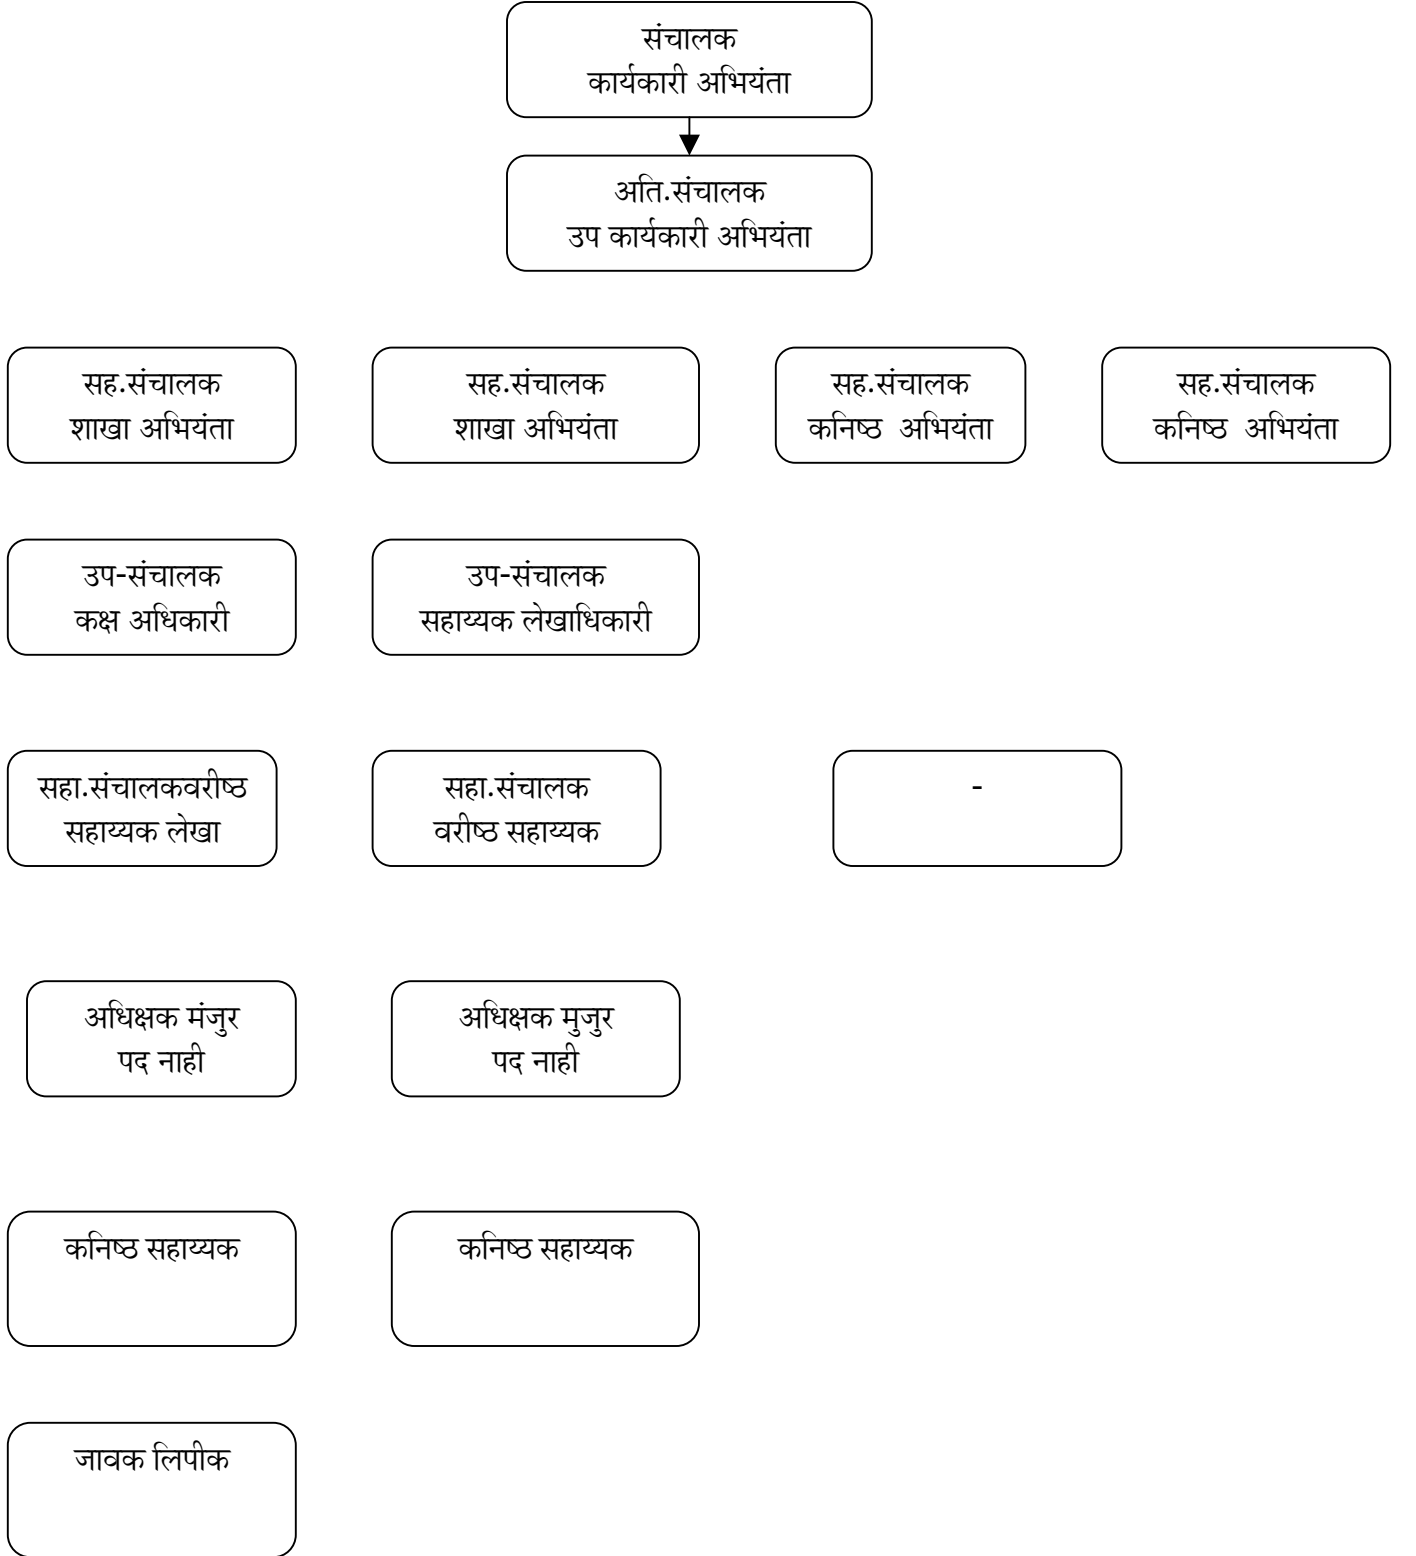 संचालक
कार्यकारी अभियंता
अति.संचालक
उप कार्यकारी अभियंता
सह.संचालक
शाखा अभियंता
सह.संचालक
शाखा अभियंता
सह.संचालक
कनिष्ठ  अभियंता
सह.संचालक
कनिष्ठ  अभियंता
उप-संचालक
कक्ष अधिकारी
उप-संचालक
सहाय्यक लेखाधिकारी
सहा.संचालकवरीष्ठ
सहाय्यक लेखा
सहा.संचालक
वरीष्ठ सहाय्यक
-
अधिक्षक मंजुर
पद नाही
अधिक्षक मुजुर
पद नाही
कनिष्ठ सहाय्यक
कनिष्ठ सहाय्यक
जावक लिपीक